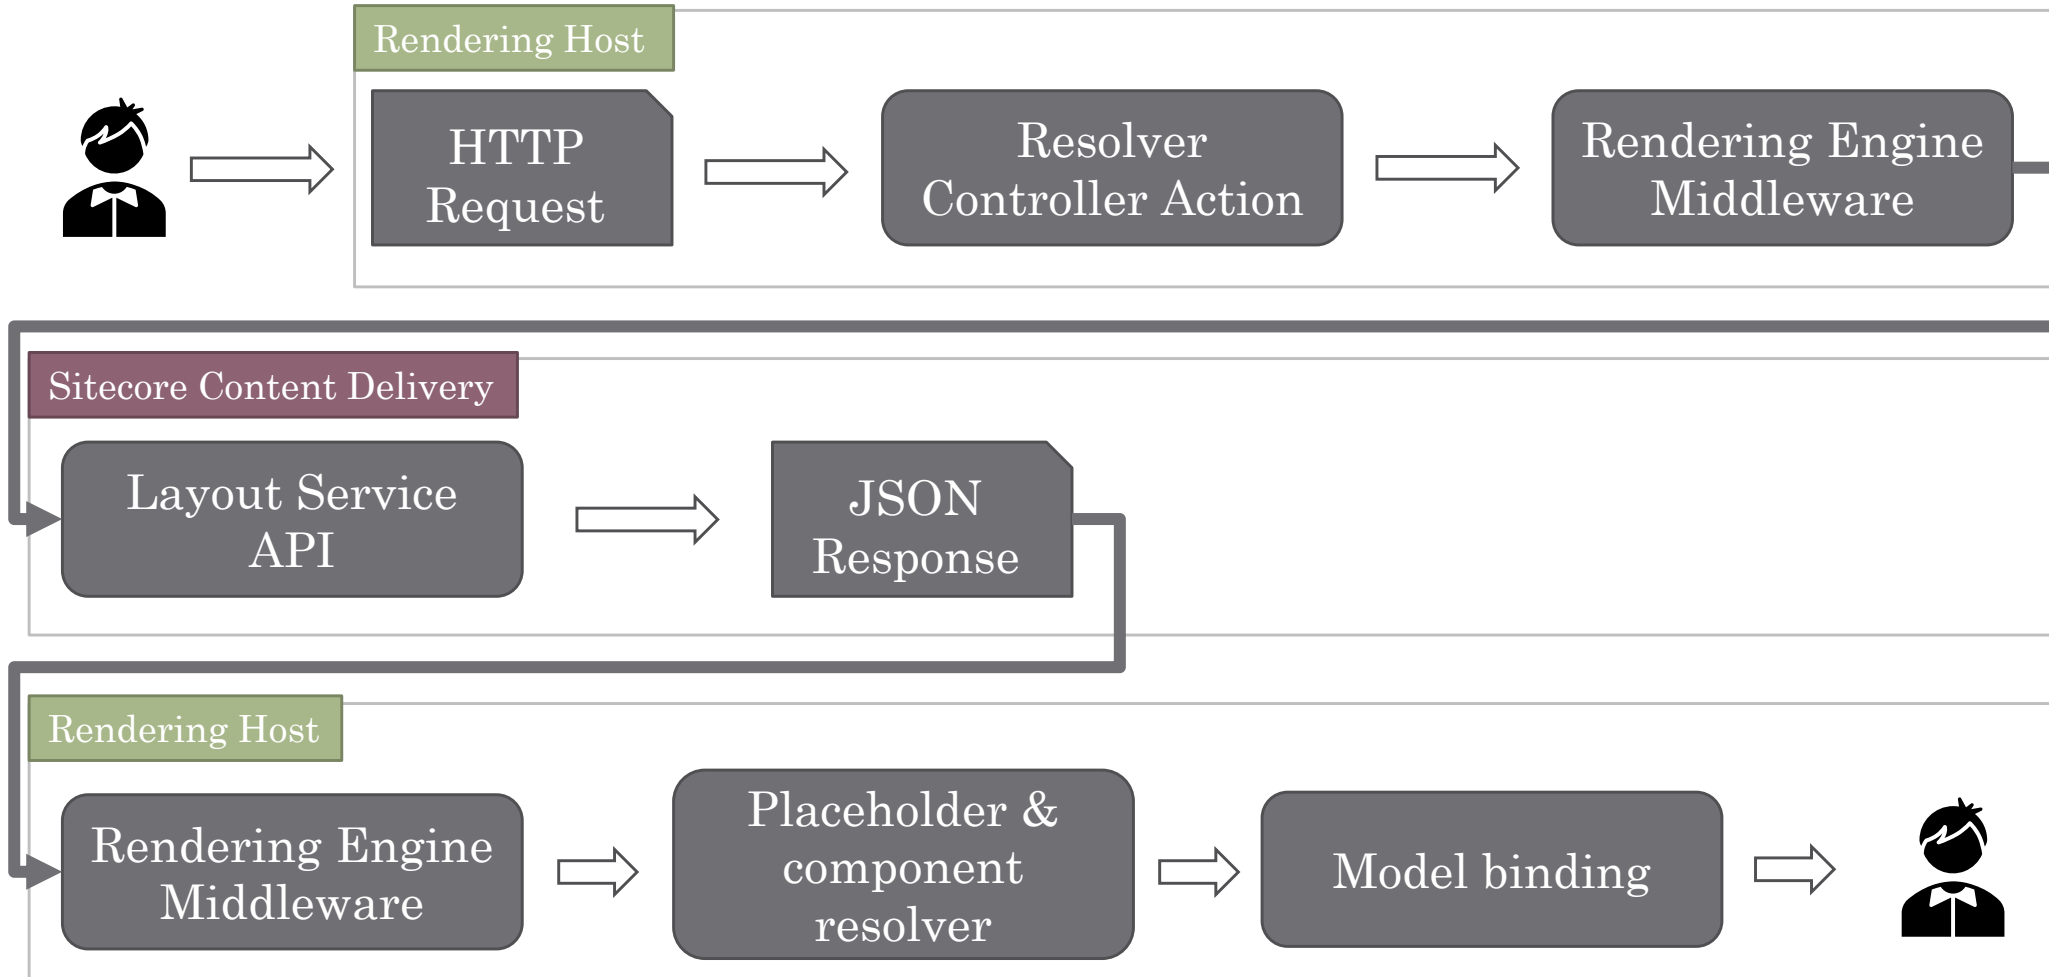 Rendering Host
HTTP
Request
Resolver
Controller Action
Rendering Engine
Middleware
Sitecore Content Delivery
Layout Service
API
JSON
Response
Rendering Host
Rendering Engine
Middleware
Placeholder &
component
resolver
Model binding